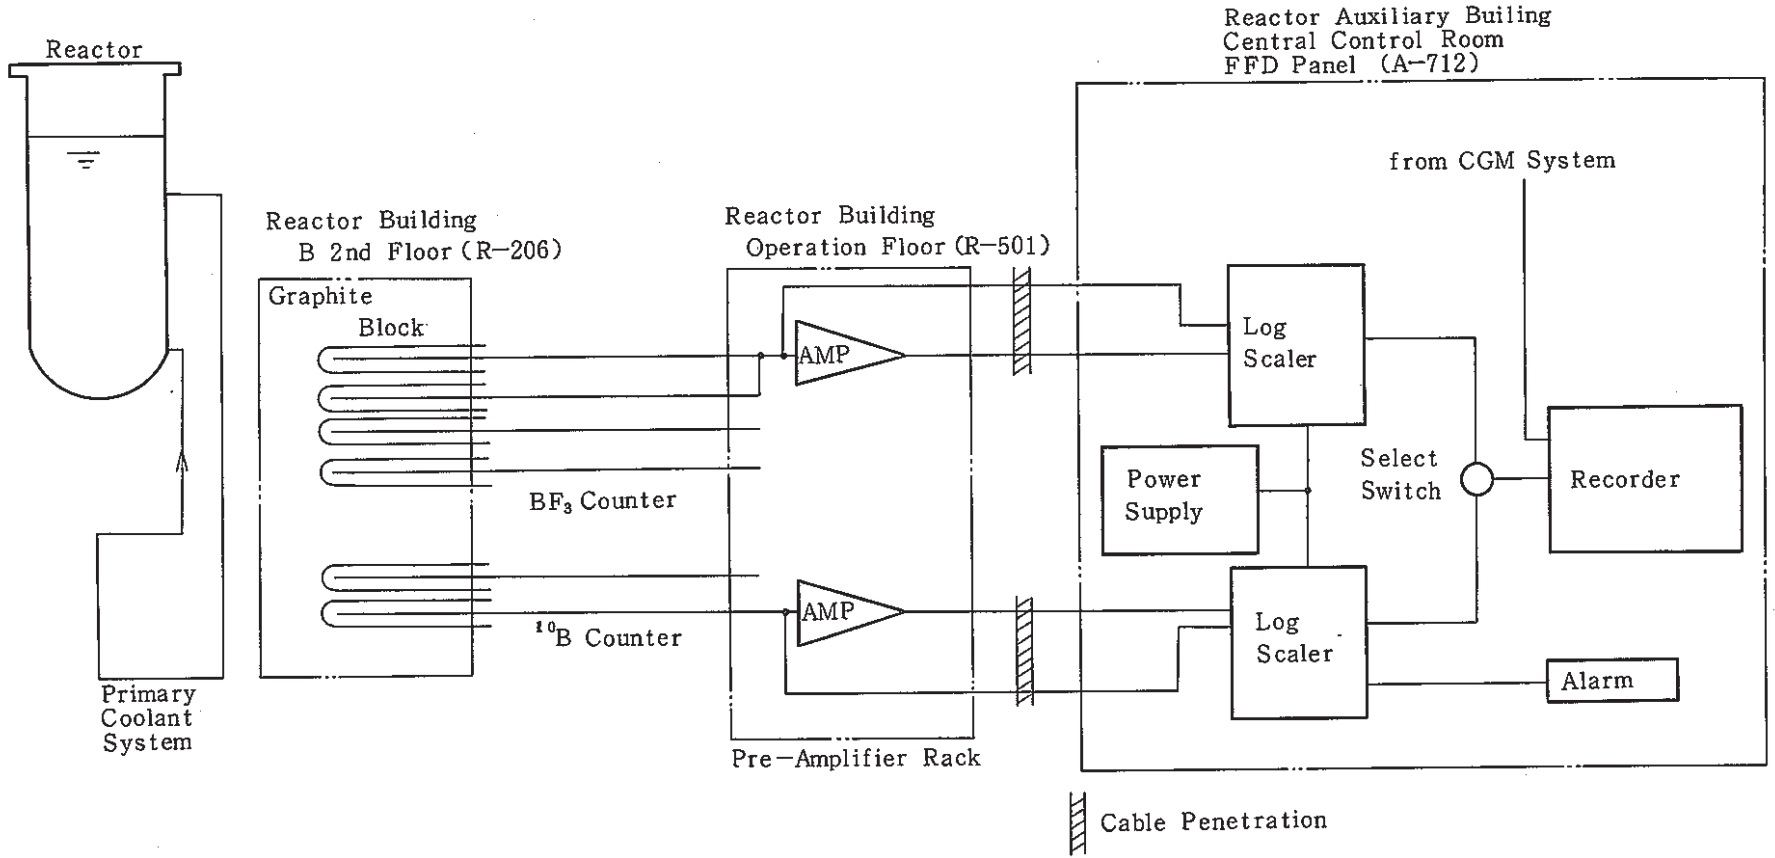 Reactor
Reactor Auxiliary Builing
Central Control Room
FFD Panel (A-712)
from CGM System
Reactor Building
B 2nd Floor (R-206)
Reactor Building
Operation Floor (R-501)
Graphite
Block
AMP
Log
Scaler
BF₃ Counter
Power
Supply
Select
Switch
Recorder
AMP
¹⁰B Counter
Log
Scaler
Alarm
Primary
Coolant
System
Pre-Amplifier Rack
Cable Penetration